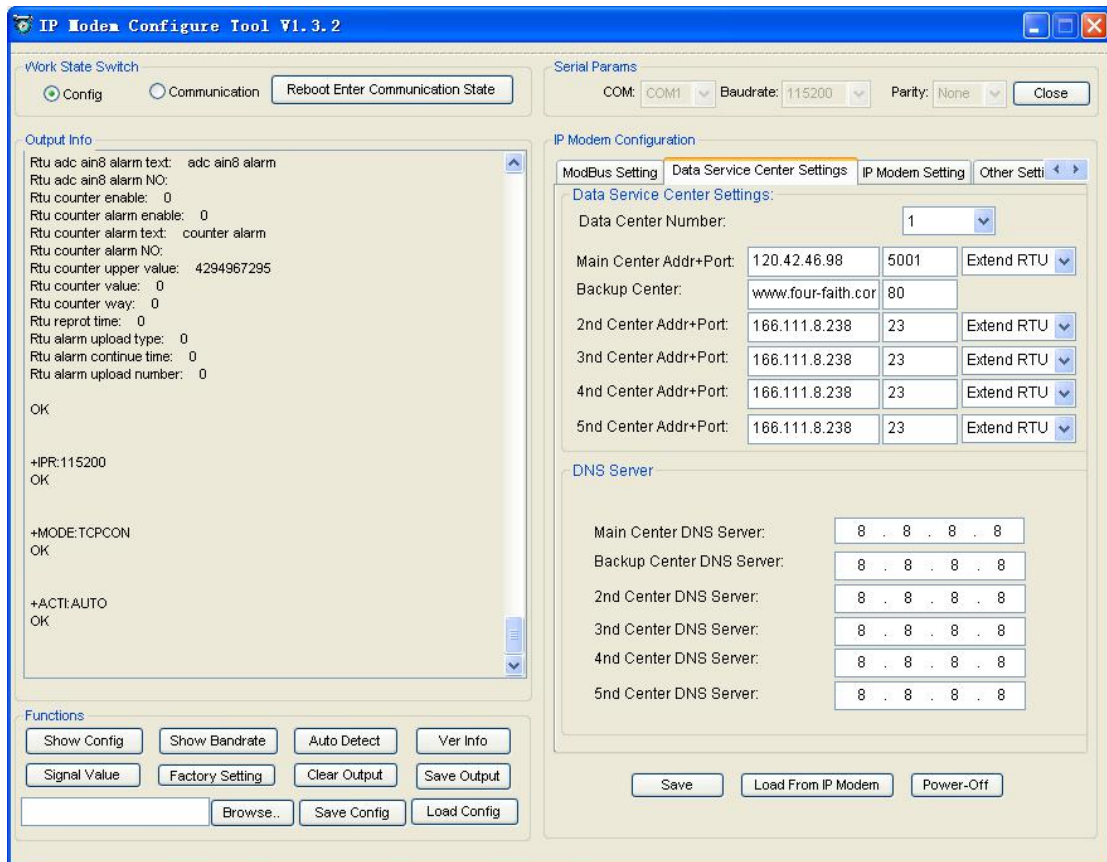 IP Modem Configure Tool V1.3.2
Work State Switch
Config
Communication
Reboot Enter Communication State
Serial Params
COM: COM1
Baudrate: 115200
Parity: None
Close
Output Info
Rtu adc ain8 alarm text: adc ain8 alarm
Rtu adc ain8 alarm NO:
Rtu counter enable: 0
Rtu counter alarm enable: 0
Rtu counter alarm text: counter alarm
Rtu counter alarm NO:
Rtu counter upper value: 4294967295
Rtu counter value: 0
Rtu counter way: 0
Rtu reprot time: 0
Rtu alarm upload type: 0
Rtu alarm continue time: 0
Rtu alarm upload number: 0
OK
+IPR:115200
OK
+MODE:TCPCON
OK
+ACTI:AUTO
OK
Functions
Show Config
Show Bandrate
Auto Detect
Ver Info
Signal Value
Factory Setting
Clear Output
Save Output
Browse..
Save Config
Load Config
IP Modem Configuration
ModBus Setting
Data Service Center Settings
IP Modem Setting
Other Setti
Data Service Center Settings:
Data Center Number: 1
Main Center Addr+Port: 120.42.46.98 5001 Extend RTU
Backup Center: www.four-faith.cor 80
2nd Center Addr+Port: 166.111.8.238 23 Extend RTU
3nd Center Addr+Port: 166.111.8.238 23 Extend RTU
4nd Center Addr+Port: 166.111.8.238 23 Extend RTU
5nd Center Addr+Port: 166.111.8.238 23 Extend RTU
DNS Server
Main Center DNS Server: 8 . 8 . 8 . 8
Backup Center DNS Server: 8 . 8 . 8 . 8
2nd Center DNS Server: 8 . 8 . 8 . 8
3nd Center DNS Server: 8 . 8 . 8 . 8
4nd Center DNS Server: 8 . 8 . 8 . 8
5nd Center DNS Server: 8 . 8 . 8 . 8
Save
Load From IP Modem
Power-Off